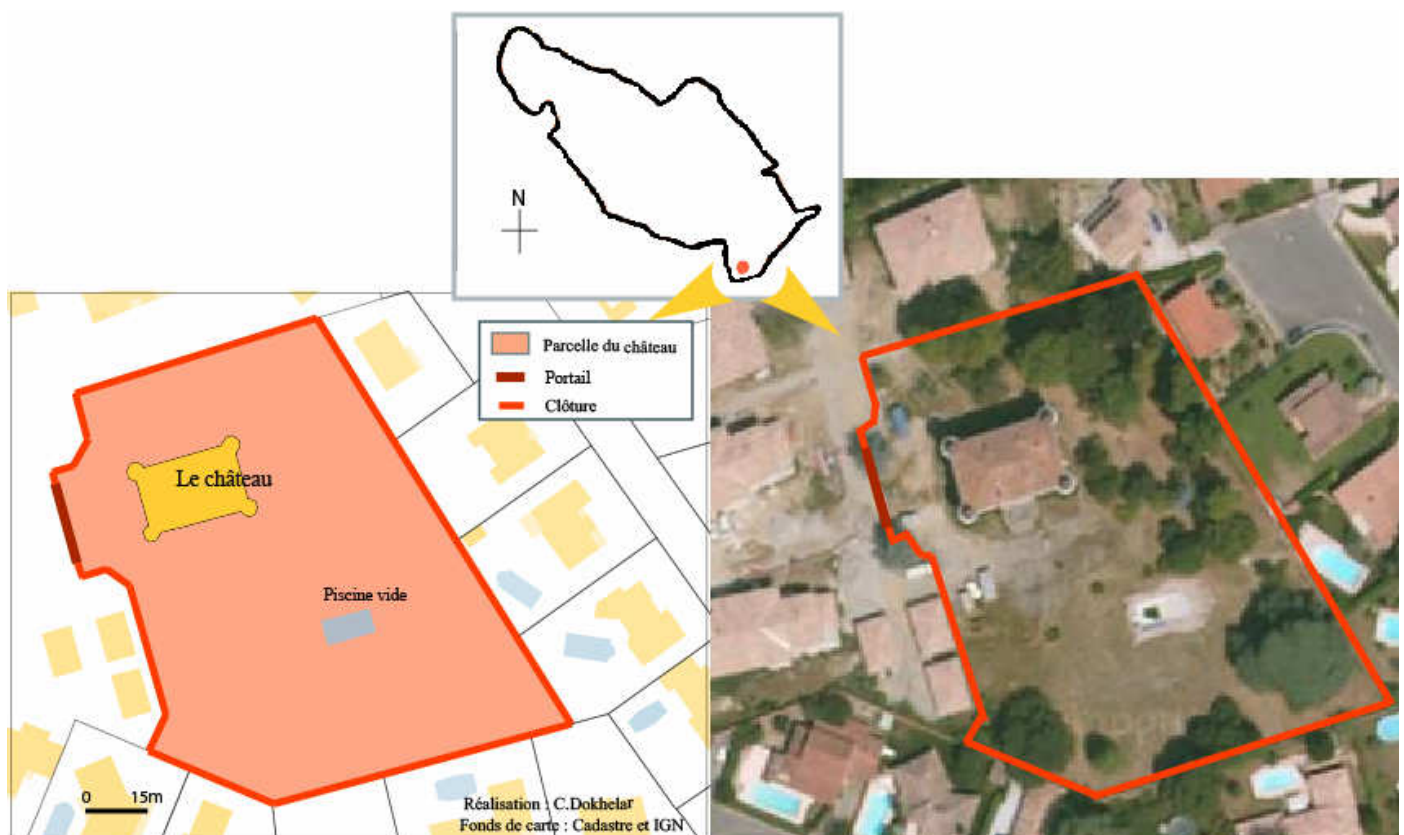 N
Parcelle du château
Portail
Clôture
Le château
Piscine vide
0 15m
Réalisation : C.Dokhelar
Fonds de carte : Cadastre et IGN